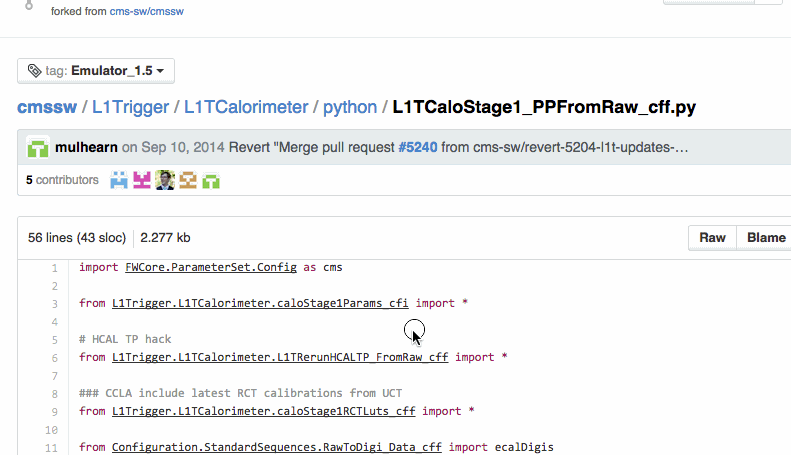 forked from cms-sw/cmssw
tag: Emulator_1.5
cmssw / L1Trigger / L1TCalorimeter / python / L1TCaloStage1_PPFromRaw_cff.py
mulhearn on Sep 10, 2014 Revert "Merge pull request #5240 from cms-sw/revert-5204-l1t-updates-…
5 contributors
56 lines (43 sloc) 2.277 kb Raw Blame
1 import FWCore.ParameterSet.Config as cms
2
3 from L1Trigger.L1TCalorimeter.caloStage1Params_cfi import *
4
5 # HCAL TP hack
6 from L1Trigger.L1TCalorimeter.L1TRerunHCALTP_FromRaw_cff import *
7
8 ### CCLA include latest RCT calibrations from UCT
9 from L1Trigger.L1TCalorimeter.caloStage1RCTLuts_cff import *
10
11 from Configuration.StandardSequences.RawToDigi_Data_cff import ecalDigis